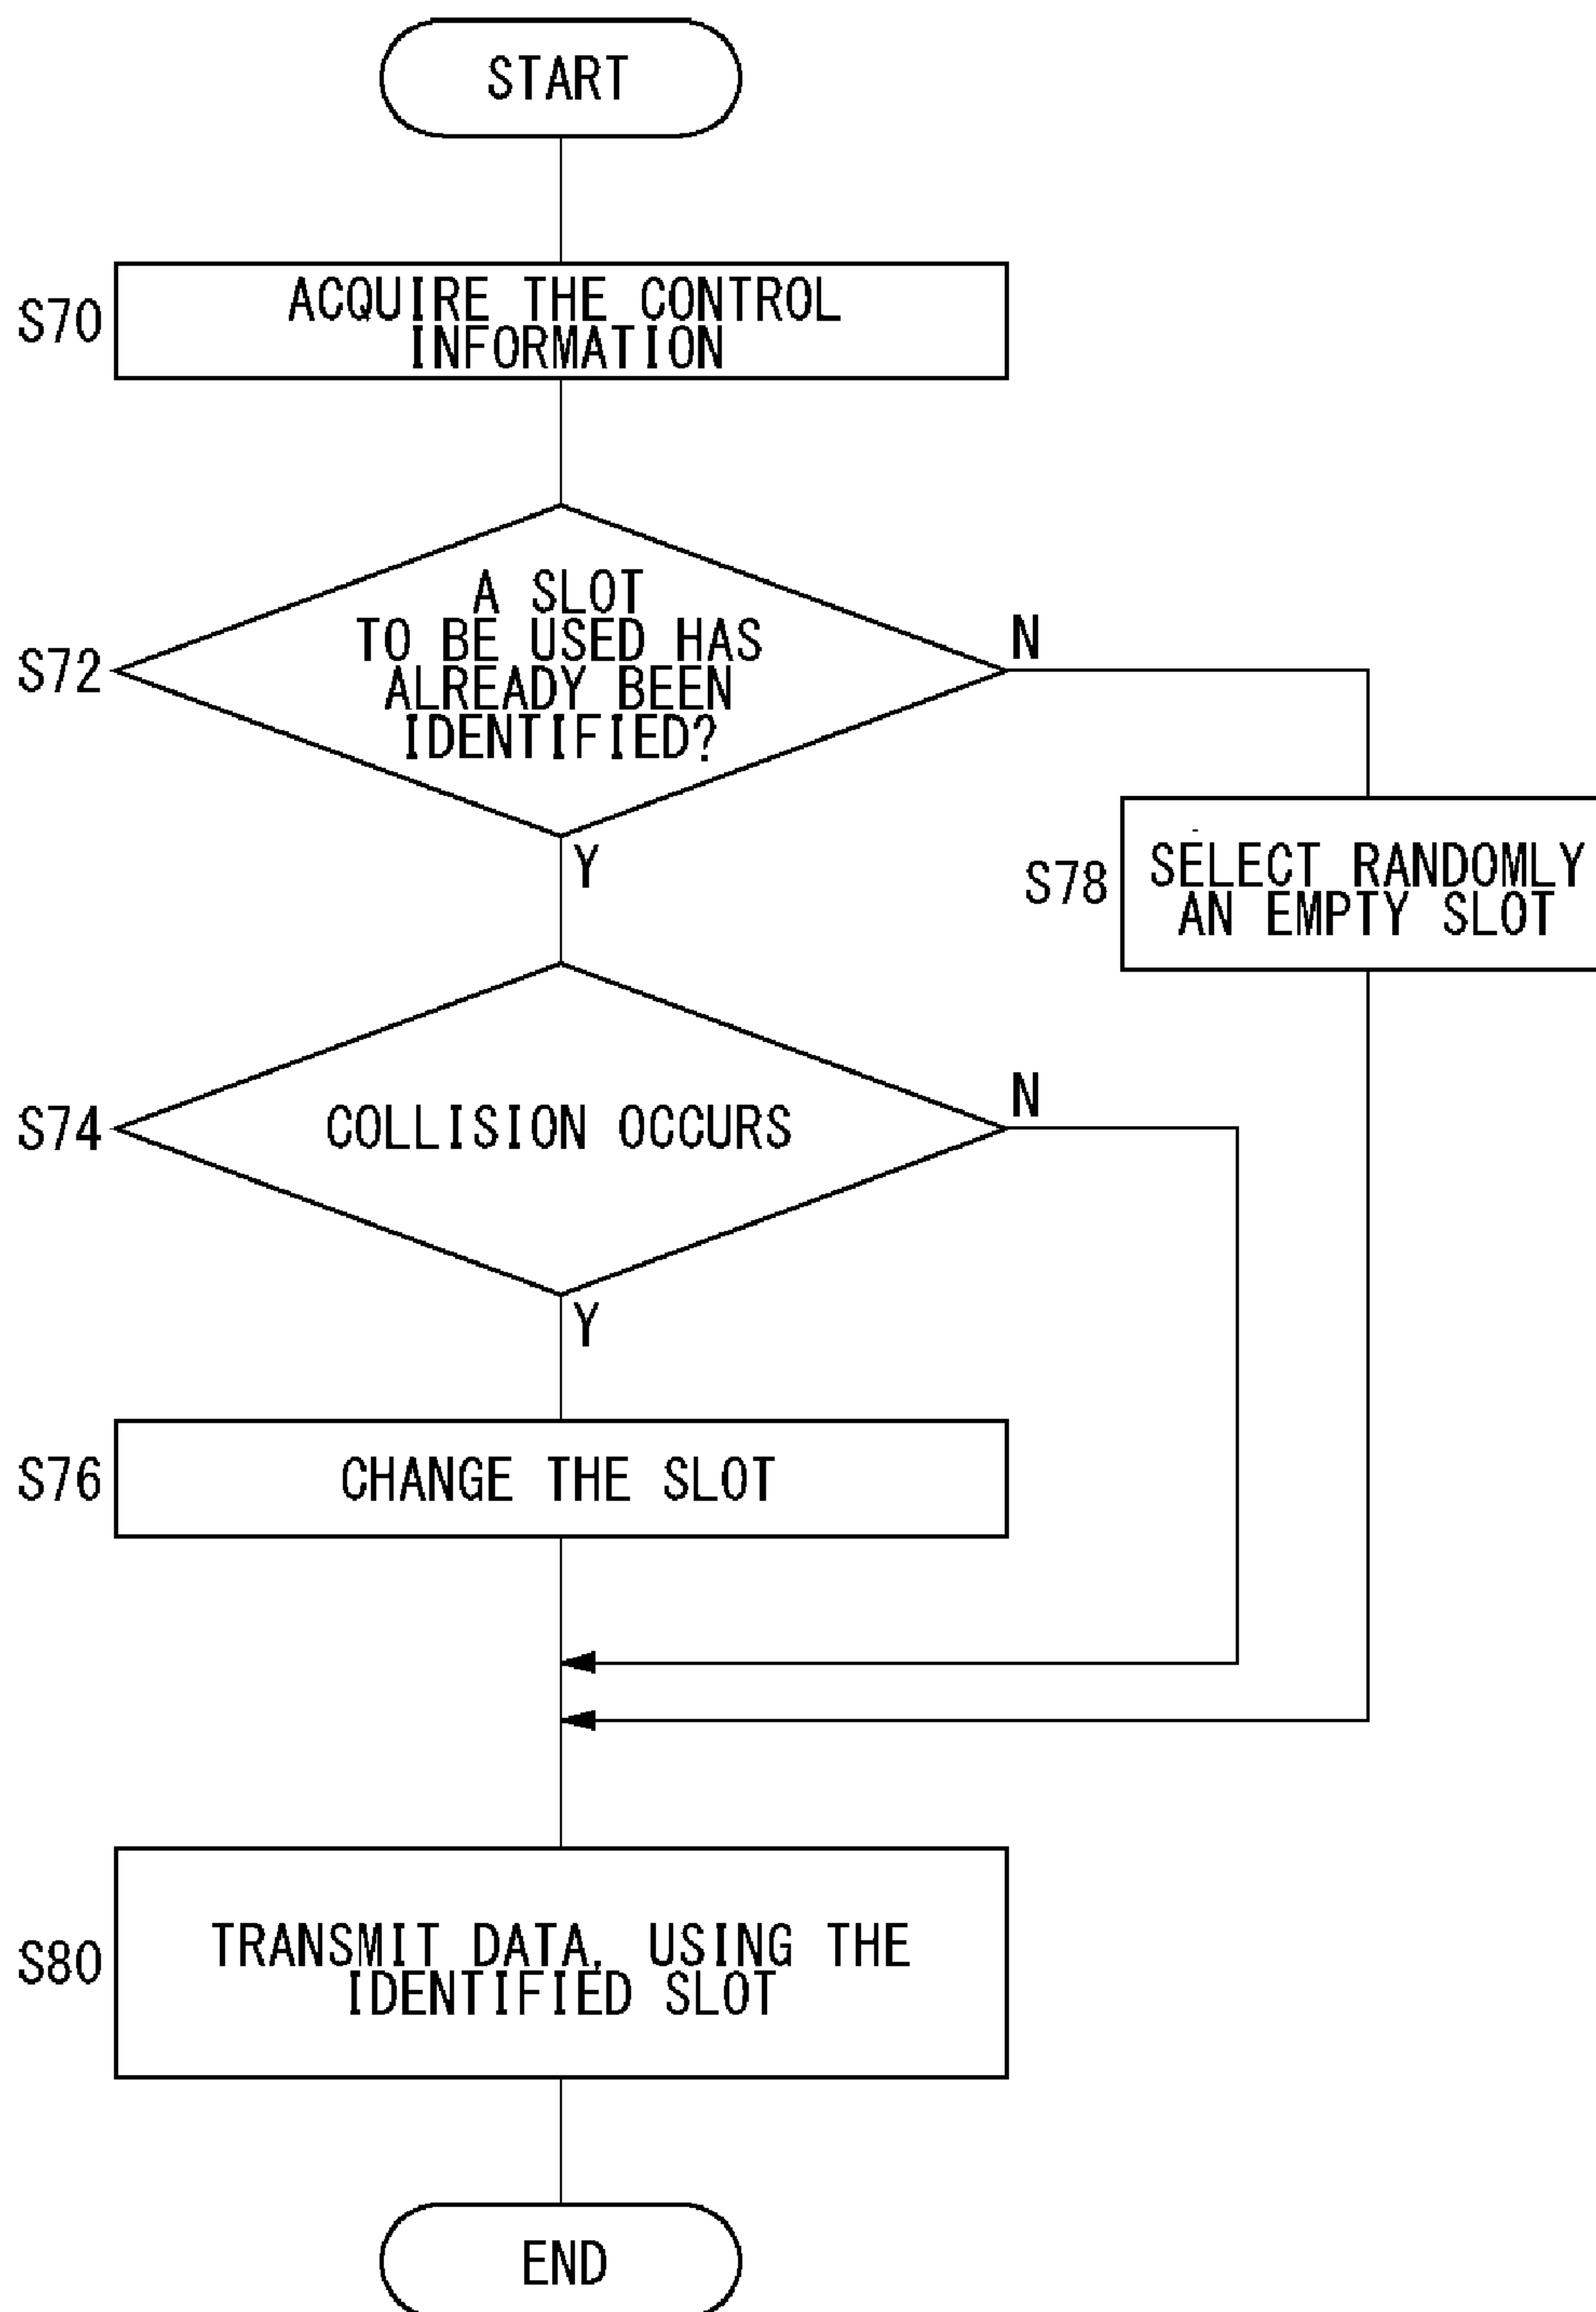 START
S70
ACQUIRE THE CONTROL
INFORMATION
S72
A SLOT
TO BE USED HAS
ALREADY BEEN
IDENTIFIED?
N
Y
S78
SELECT RANDOMLY
AN EMPTY SLOT
S74
COLLISION OCCURS
N
Y
S76
CHANGE THE SLOT
S80
TRANSMIT DATA, USING THE
IDENTIFIED SLOT
END